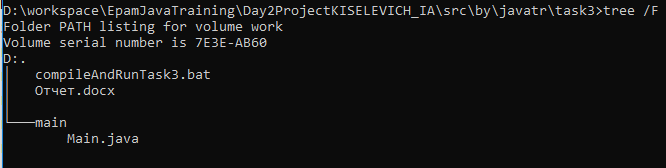 D:\workspace\EpamJavaTraining\Day2ProjectKISELEVICH_IA\src\by\javatr\task3>tree /F
Folder PATH listing for volume work
Volume serial number is 7E3E-AB60
D:.
│   compileAndRunTask3.bat
│   Отчет.docx
│
└───main
        Main.java